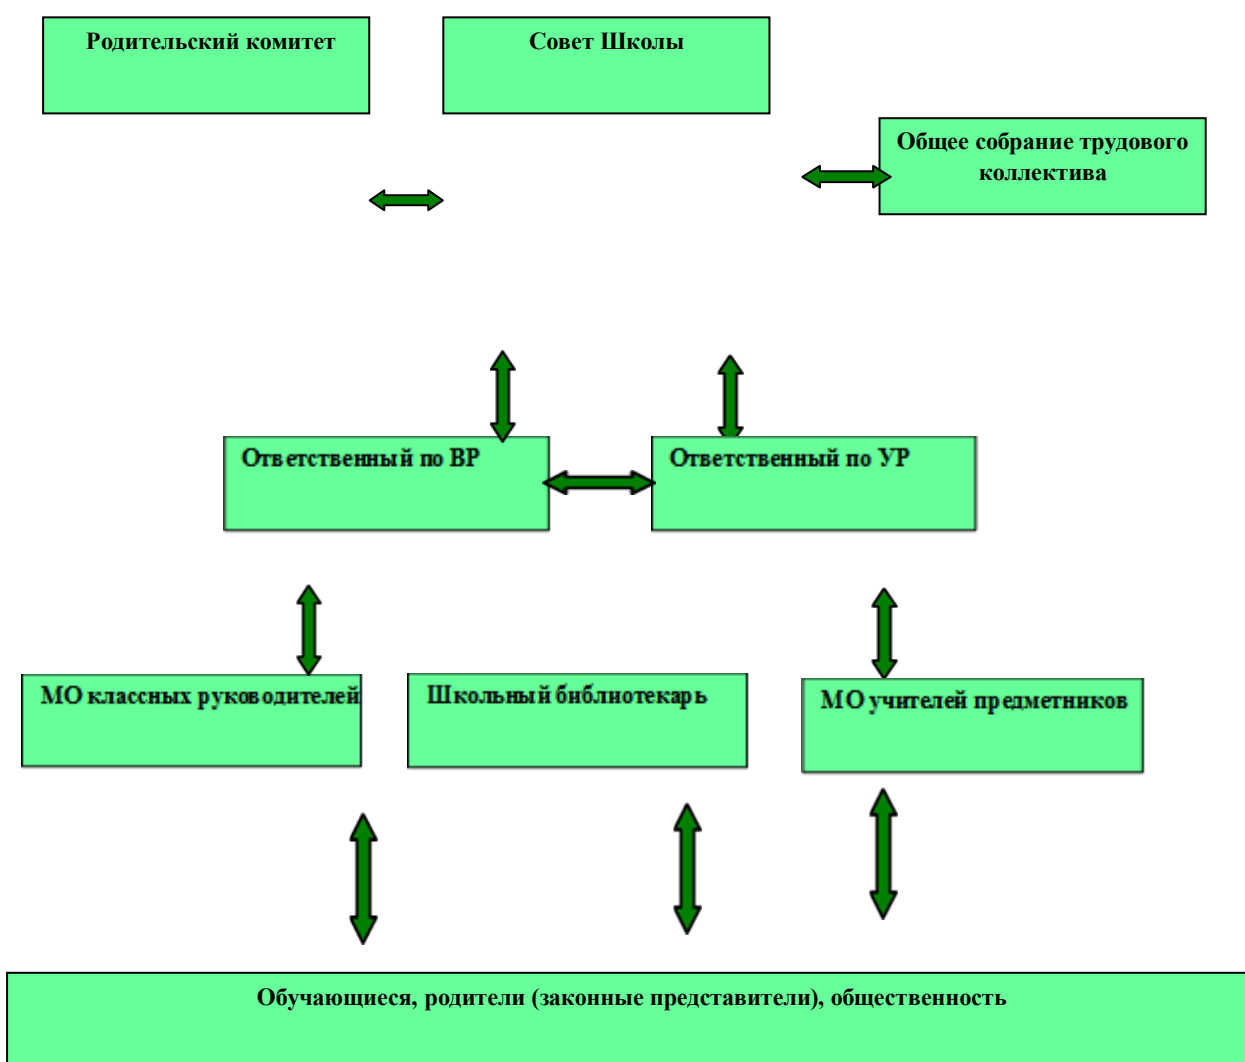 Родительский комитет
Совет Школы
Общее собрание трудового
коллектива
Ответственный по ВР
Ответственный по УР
МО классных руководителей
Школьный библиотекарь
МО учителей предметников
Обучающиеся, родители (законные представители), общественность